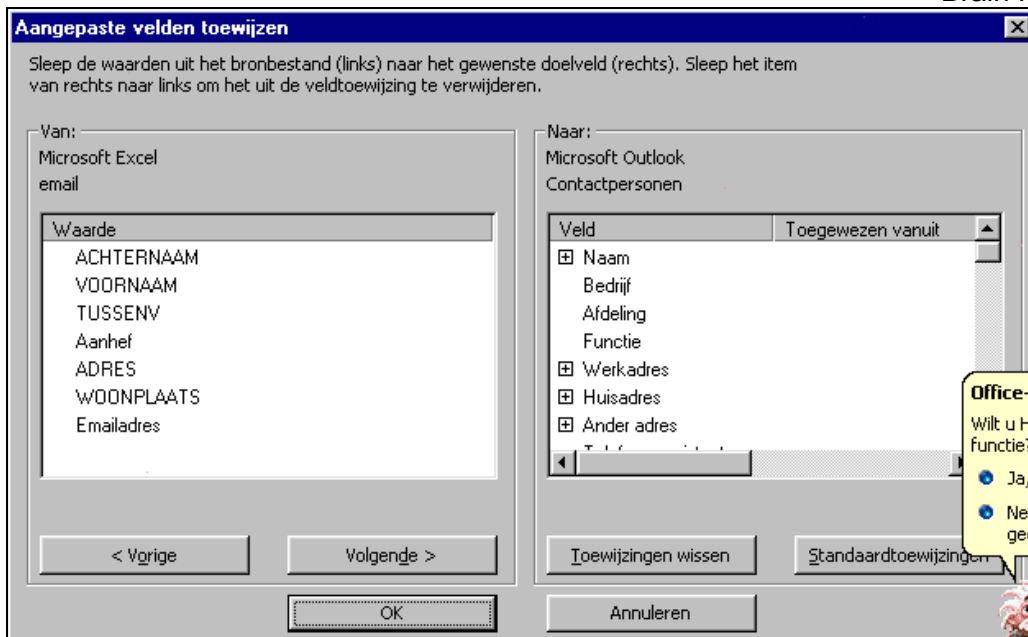 Aangepaste velden toewijzen
Sleep de waarden uit het bronbestand (links) naar het gewenste doelveld (rechts). Sleep het item
van rechts naar links om het uit de veldtoewijzing te verwijderen.
Van:
Microsoft Excel
email
Waarde
ACHTERNAAM
VOORNAAM
TUSSENV
Aanhef
ADRES
WOONPLAATS
Emailadres
< Vorige
Volgende >
Naar:
Microsoft Outlook
Contactpersonen
Veld Toegewezen vanuit
Naam
Bedrijf
Afdeling
Functie
Werkadres
Huisadres
Ander adres
Toewijzingen wissen
Standaardtoewijzingen
OK
Annuleren
Office-
Wilt u H
functie?
Ja,
Ne